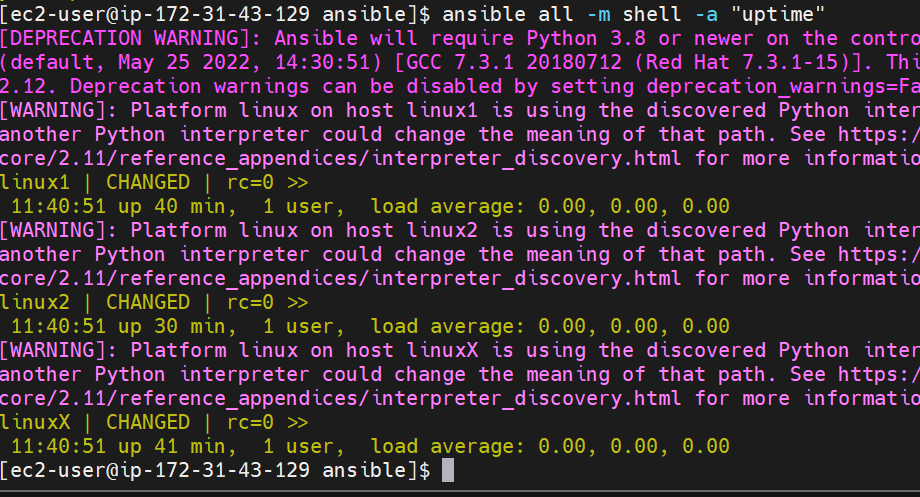 [ec2-user@ip-172-31-43-129 ansible]$ ansible all -m shell -a "uptime"
[DEPRECATION WARNING]: Ansible will require Python 3.8 or newer on the contro
(default, May 25 2022, 14:30:51) [GCC 7.3.1 20180712 (Red Hat 7.3.1-15)]. Thi
2.12. Deprecation warnings can be disabled by setting deprecation_warnings=Fa
[WARNING]: Platform linux on host linux1 is using the discovered Python inter
another Python interpreter could change the meaning of that path. See https:/
core/2.11/reference_appendices/interpreter_discovery.html for more informatio
linux1 | CHANGED | rc=0 >>
11:40:51 up 40 min,  1 user,  load average: 0.00, 0.00, 0.00
[WARNING]: Platform linux on host linux2 is using the discovered Python inter
another Python interpreter could change the meaning of that path. See https:/
core/2.11/reference_appendices/interpreter_discovery.html for more informatio
linux2 | CHANGED | rc=0 >>
11:40:51 up 30 min,  1 user,  load average: 0.00, 0.00, 0.00
[WARNING]: Platform linux on host linuxX is using the discovered Python inter
another Python interpreter could change the meaning of that path. See https:/
core/2.11/reference_appendices/interpreter_discovery.html for more informatio
linuxX | CHANGED | rc=0 >>
11:40:51 up 41 min,  1 user,  load average: 0.00, 0.00, 0.00
[ec2-user@ip-172-31-43-129 ansible]$